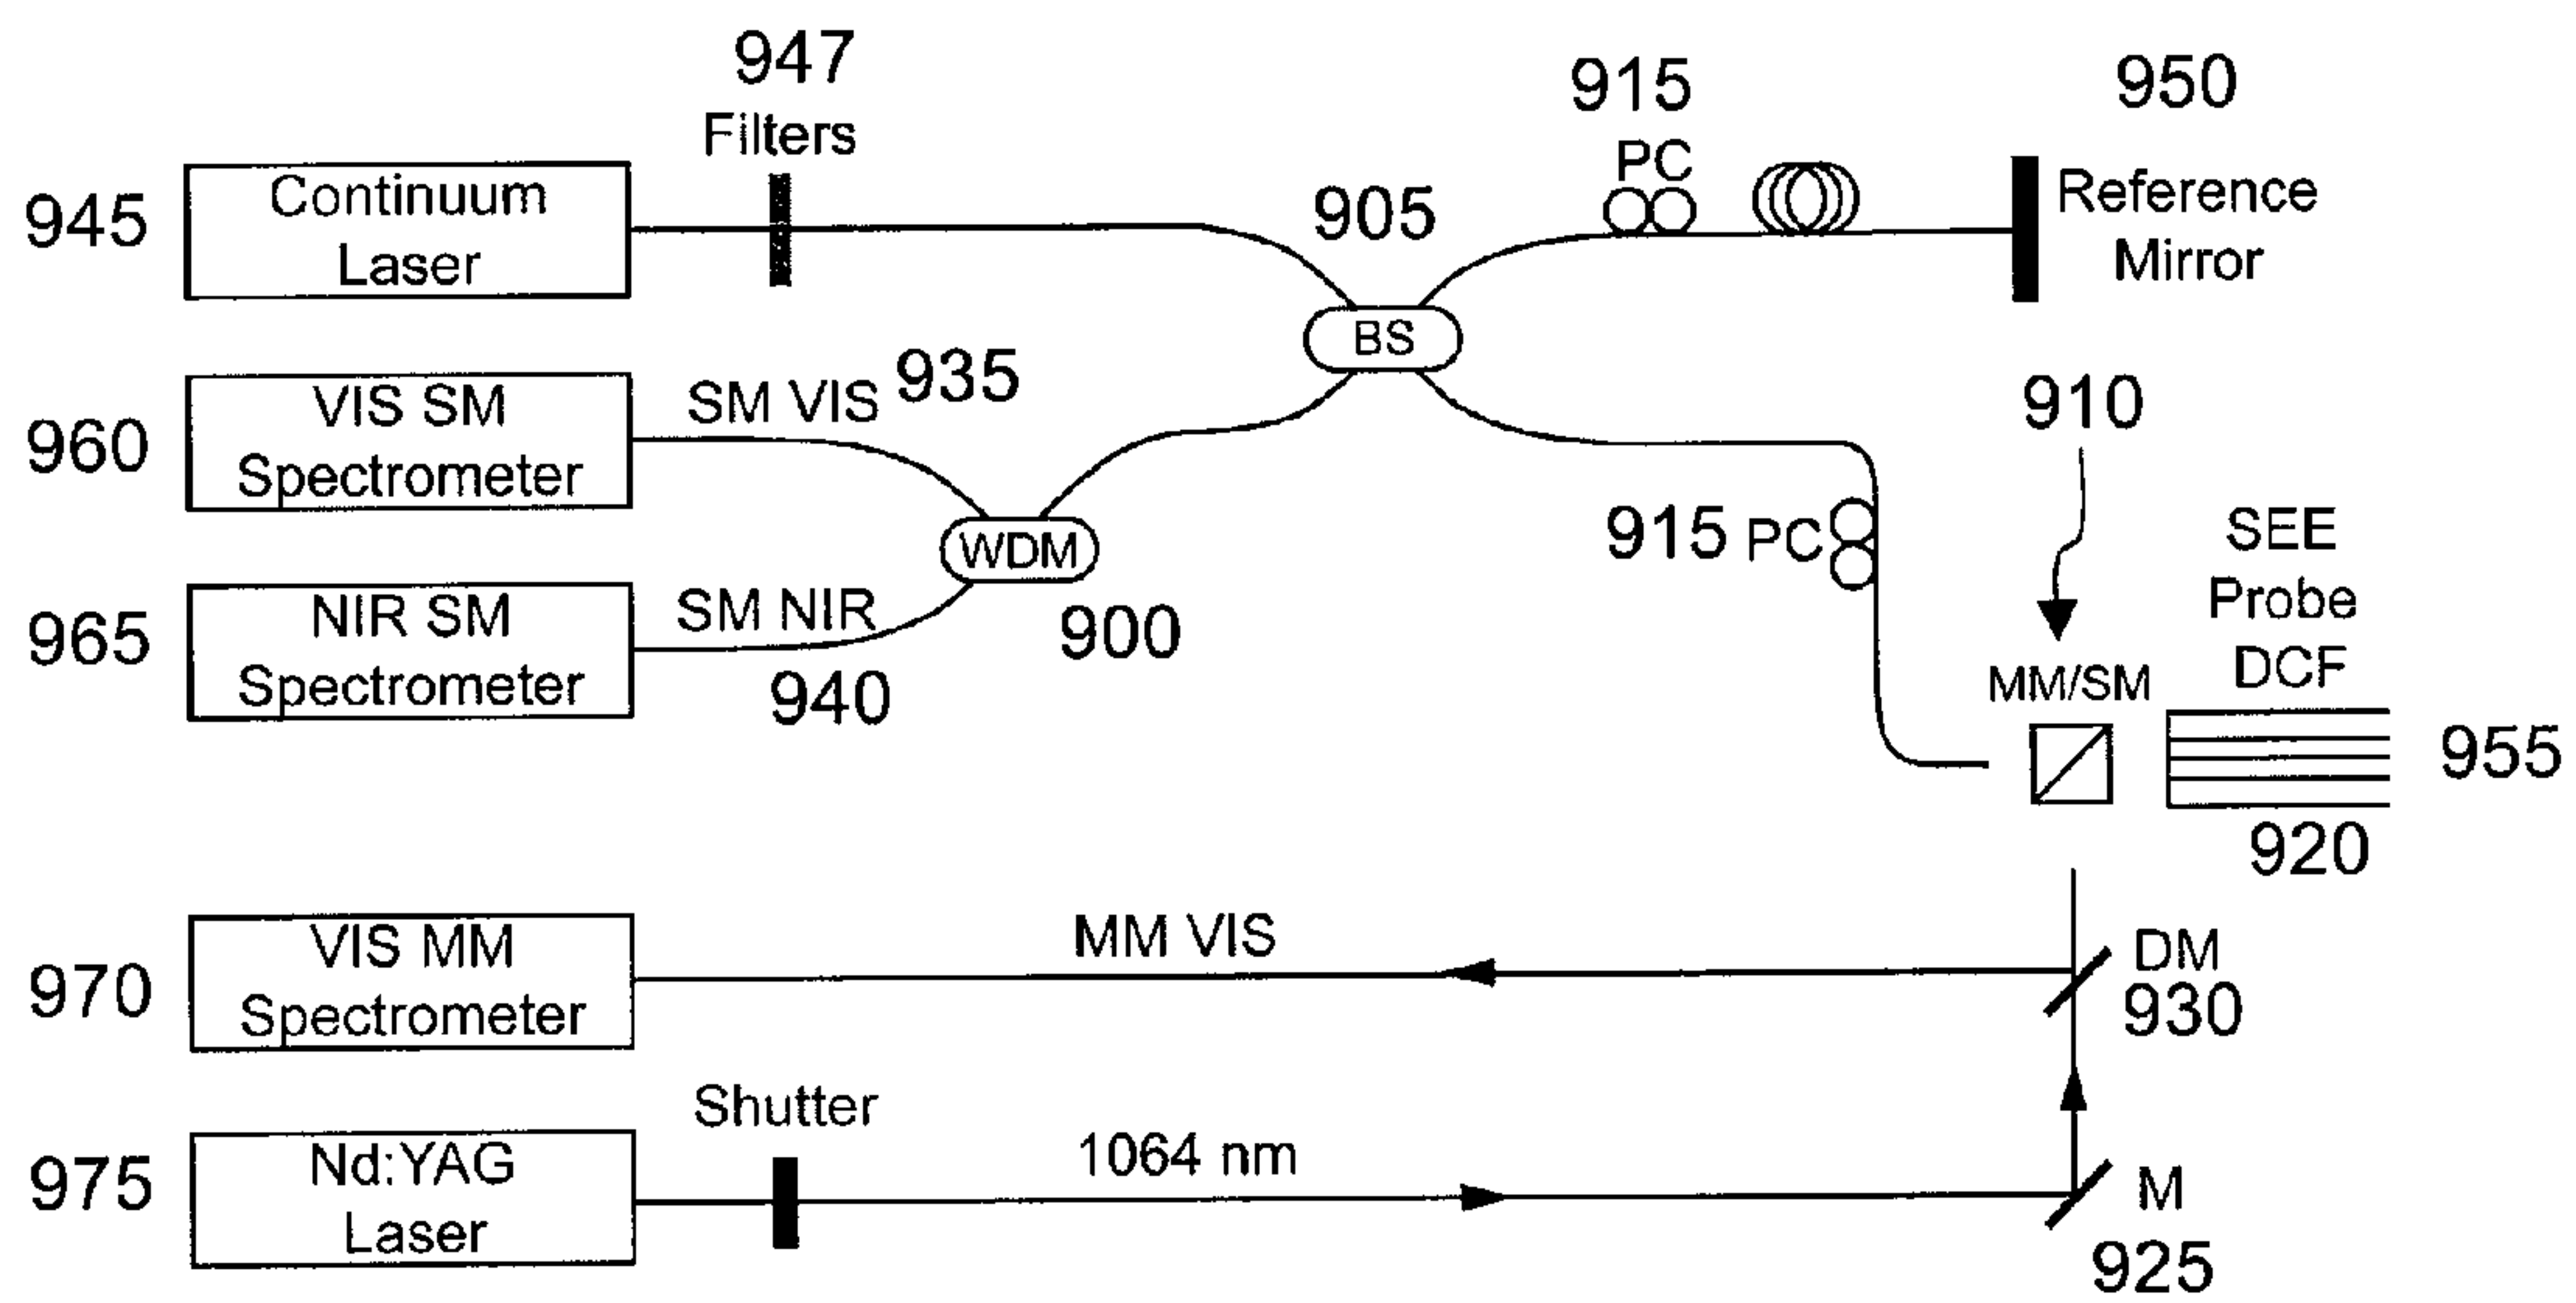 947
Filters
915
PC
950
945
Continuum
Laser
905
Reference
Mirror
BS
960
VIS SM
Spectrometer
SM VIS
935
910
WDM
900
915 PC
SEE
Probe
DCF
965
NIR SM
Spectrometer
SM NIR
940
MM/SM
955
920
970
VIS MM
Spectrometer
MM VIS
DM
930
975
Nd:YAG
Laser
Shutter
1064 nm
M
925